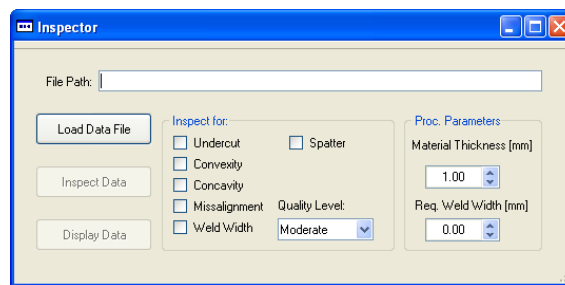 Inspector
File Path:
Load Data File
Inspect Data
Display Data
Inspect for:
Undercut
Spatter
Convexity
Concavity
Missalignment
Weld Width
Quality Level:
Moderate
Proc. Parameters
Material Thickness [mm]
1.00
Req. Weld Width [mm]
0.00